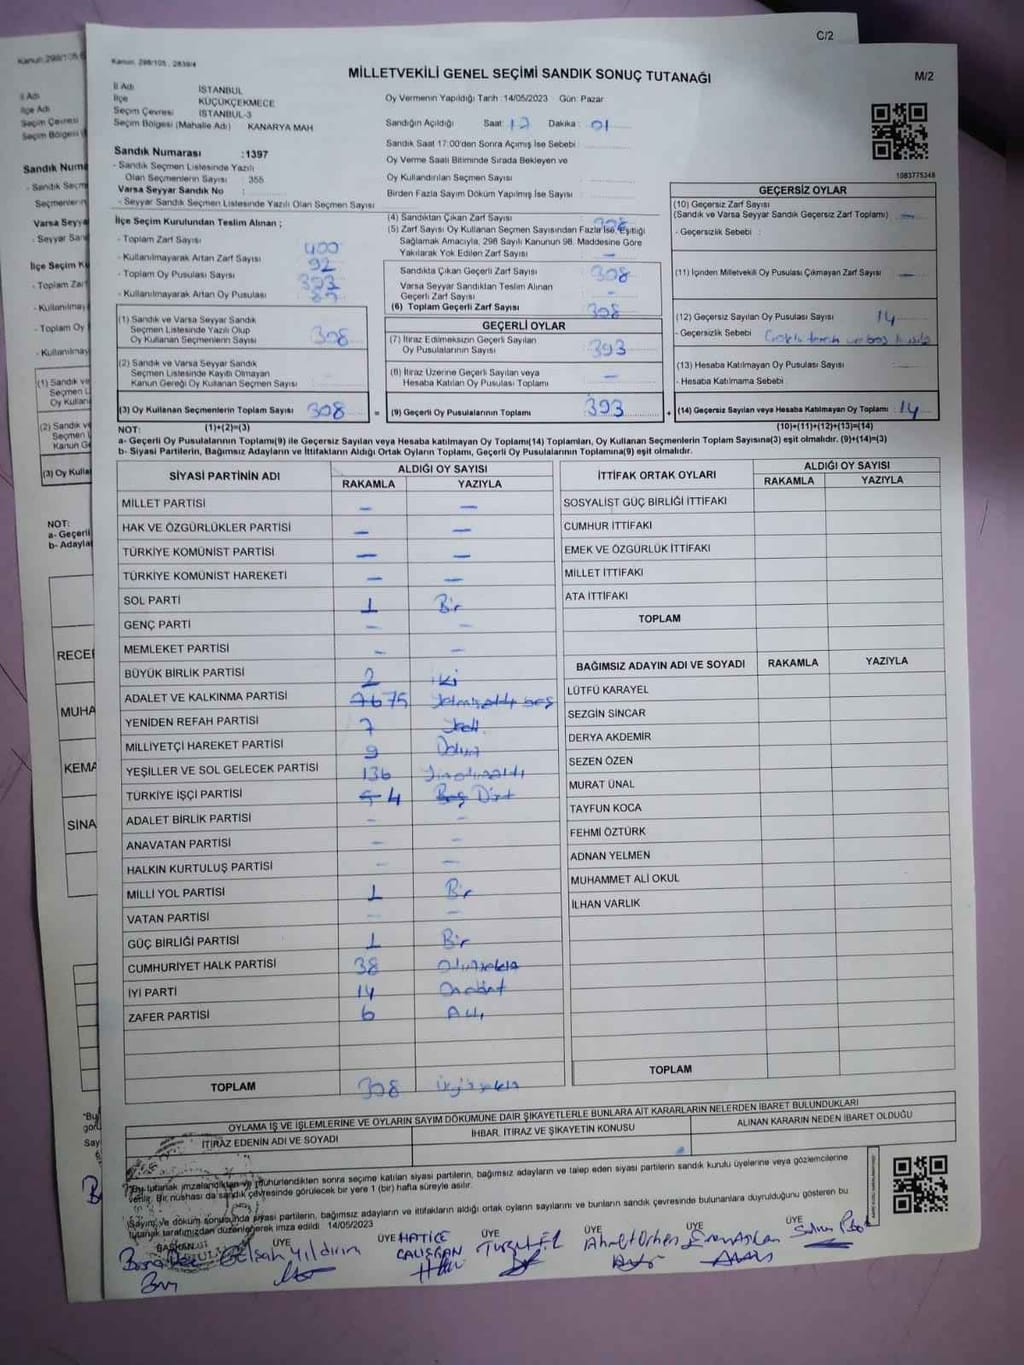 C/2
Kanun: 298/105 , 2839/4
MİLLETVEKİLİ GENEL SEÇİMİ SANDIK SONUÇ TUTANAĞI
M/2
İl Adı İSTANBUL
İlçe KÜÇÜKÇEKMECE
Seçim Çevresi İSTANBUL-3
Seçim Bölgesi (Mahalle Adı) KANARYA MAH
Oy Vermenin Yapıldığı Tarih :14/05/2023 Gün: Pazar
Sandığın Açıldığı Saat: 17 Dakika: 01
Sandık Saat 17:00'den Sonra Açımış İse Sebebi
Oy Verme Saati Bitiminde Sırada Bekleyen ve
Oy Kullandırılan Seçmen Sayısı
Birden Fazla Sayım Döküm Yapılmış İse Sayısı
Sandık Numarası :1397
- Sandık Seçmen Listesinde Yazılı
Olan Seçmenlerin Sayısı : 355
Varsa Seyyar Sandık No
- Seyyar Sandık Seçmen Listesinde Yazılı Olan Seçmen Sayısı
1083775348
İlçe Seçim Kurulundan Teslim Alınan ;
- Toplam Zarf Sayısı 400
- Kullanılmayarak Artan Zarf Sayısı 92
- Toplam Oy Pusulası Sayısı 393
- Kullanılmayarak Artan Oy Pusulası
(1) Sandık ve Varsa Seyyar Sandık
Seçmen Listesinde Yazılı Olup
Oy Kullanan Seçmenlerin Sayısı 308
(2) Sandık ve Varsa Seyyar Sandık
Seçmen Listesinde Kayıtlı Olmayan
Kanun Gereği Oy Kullanan Seçmen Sayısı
(3) Oy Kullanan Seçmenlerin Toplam Sayısı 308 =
(1)+(2)=(3)
(4) Sandıktan Çıkan Zarf Sayısı 308
(5) Zarf Sayısı Oy Kullanan Seçmen Sayısından Fazla İse, Eşitliği
Sağlamak Amacıyla, 298 Sayılı Kanunun 98. Maddesine Göre
Yakılarak Yok Edilen Zarf Sayısı —
Sandıkta Çıkan Geçerli Zarf Sayısı 308
Varsa Seyyar Sandıktan Teslim Alınan
Geçerli Zarf Sayısı —
(6) Toplam Geçerli Zarf Sayısı 308
GEÇERLİ OYLAR
(7) İtiraz Edilmeksizin Geçerli Sayılan
Oy Pusulalarının Sayısı 393
(8) İtiraz Üzerine Geçerli Sayılan veya
Hesaba Katılan Oy Pusulası Toplamı —
(9) Geçerli Oy Pusulalarının Toplamı 393 +
GEÇERSİZ OYLAR
(10) Geçersiz Zarf Sayısı
(Sandık ve Varsa Seyyar Sandık Geçersiz Zarf Toplamı) —
- Geçersizlik Sebebi :
(11) İçinden Milletvekili Oy Pusulası Çıkmayan Zarf Sayısı —
(12) Geçersiz Sayılan Oy Pusulası Sayısı 14
- Geçersizlik Sebebi
(13) Hesaba Katılmayan Oy Pusulası Sayısı
- Hesaba Katılmama Sebebi
(14) Geçersiz Sayılan veya Hesaba Katılmayan Oy Toplamı 14
(10)+(11)+(12)+(13)=(14)
NOT:
a- Geçerli Oy Pusulalarının Toplamı(9) ile Geçersiz Sayılan veya Hesaba katılmayan Oy Toplamı(14) Toplamları, Oy Kullanan Seçmenlerin Toplam Sayısına(3) eşit olmalıdır. (9)+(14)=(3)
b- Siyasi Partilerin, Bağımsız Adayların ve İttifakların Aldığı Ortak Oyların Toplamı, Geçerli Oy Pusulalarının Toplamına(9) eşit olmalıdır.
SİYASİ PARTİNİN ADI ALDIĞI OY SAYISI
RAKAMLA YAZIYLA
MİLLET PARTİSİ — —
HAK VE ÖZGÜRLÜKLER PARTİSİ — —
TÜRKİYE KOMÜNİST PARTİSİ — —
TÜRKİYE KOMÜNİST HAREKETİ — —
SOL PARTİ 1 Bir
GENÇ PARTİ — —
MEMLEKET PARTİSİ — —
BÜYÜK BİRLİK PARTİSİ 2 iki
ADALET VE KALKINMA PARTİSİ 7675
YENİDEN REFAH PARTİSİ 7 Yedi
MİLLİYETÇİ HAREKET PARTİSİ 9 Dokuz
YEŞİLLER VE SOL GELECEK PARTİSİ 136
TÜRKİYE İŞÇİ PARTİSİ 5 4 Beş Dört
ADALET BİRLİK PARTİSİ — —
ANAVATAN PARTİSİ — —
HALKIN KURTULUŞ PARTİSİ — —
MİLLİ YOL PARTİSİ 1 Bir
VATAN PARTİSİ — —
GÜÇ BİRLİĞİ PARTİSİ 1 Bir
CUMHURİYET HALK PARTİSİ 38 Otuzsekiz
İYİ PARTİ 14 Ondört
ZAFER PARTİSİ 6 Altı
TOPLAM 308 üçyüzsekiz
İTTİFAK ORTAK OYLARI ALDIĞI OY SAYISI
RAKAMLA YAZIYLA
SOSYALİST GÜÇ BİRLİĞİ İTTİFAKI
CUMHUR İTTİFAKI
EMEK VE ÖZGÜRLÜK İTTİFAKI
MİLLET İTTİFAKI
ATA İTTİFAKI
TOPLAM
BAĞIMSIZ ADAYIN ADI VE SOYADI RAKAMLA YAZIYLA
LÜTFÜ KARAYEL
SEZGİN SİNCAR
DERYA AKDEMİR
SEZEN ÖZEN
MURAT ÜNAL
TAYFUN KOCA
FEHMİ ÖZTÜRK
ADNAN YELMEN
MUHAMMET ALİ OKUL
İLHAN VARLIK
TOPLAM
OYLAMA İŞ VE İŞLEMLERİNE VE OYLARIN SAYIM DÖKÜMÜNE DAİR ŞİKAYETLERLE BUNLARA AİT KARARLARIN NELERDEN İBARET BULUNDUKLARI
İTİRAZ EDENİN ADI VE SOYADI İHBAR, İTİRAZ VE ŞİKAYETİN KONUSU ALINAN KARARIN NEDEN İBARET OLDUĞU
"Bu tutanak imzalandıktan ve mühürlendikten sonra seçime katılan siyasi partilerin, bağımsız adayların ve talep eden siyasi partilerin sandık kurulu üyelerine veya gözlemcilerine
verilir. Bir nüshası da sandık çevresinde görülecek bir yere 1 (bir) hafta süreyle asılır.
Sayım ve döküm sonucunda siyasi partilerin, bağımsız adayların ve ittifakların aldığı ortak oyların sayılarını ve bunların sandık çevresinde bulunanlara duyrulduğunu gösteren bu
tutanak tarafımızdan düzenlenerek imza edildi 14/05/2023
BAŞKAN ÜYE ÜYE ÜYE ÜYE ÜYE ÜYE
Gülşah Yıldırım HATİCE ÇALIŞKAN Turgut EL Ahmet Orhan